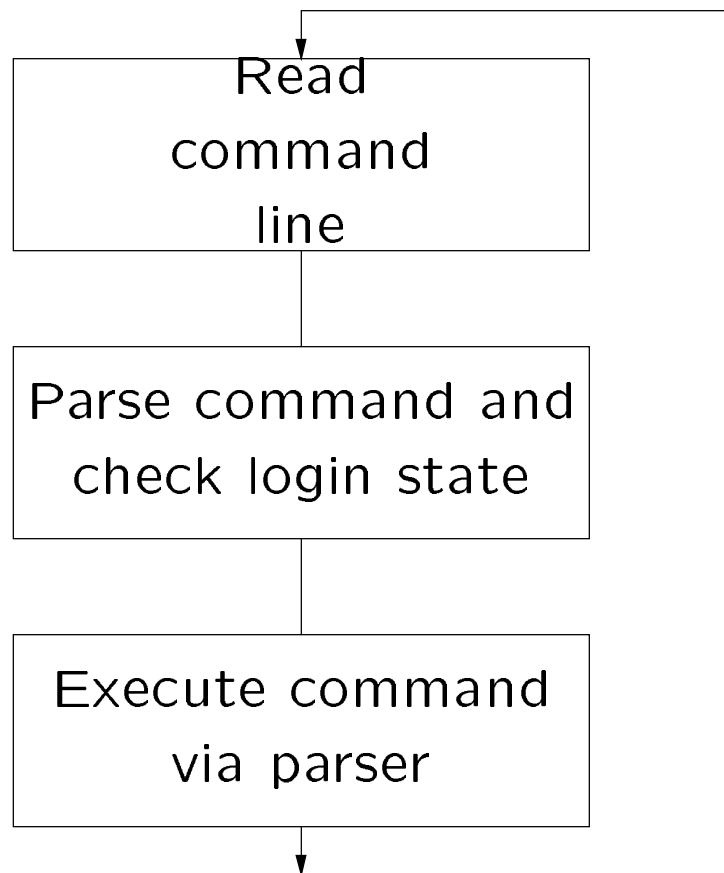 Read
command
line
Parse command and
check login state
Execute command
via parser